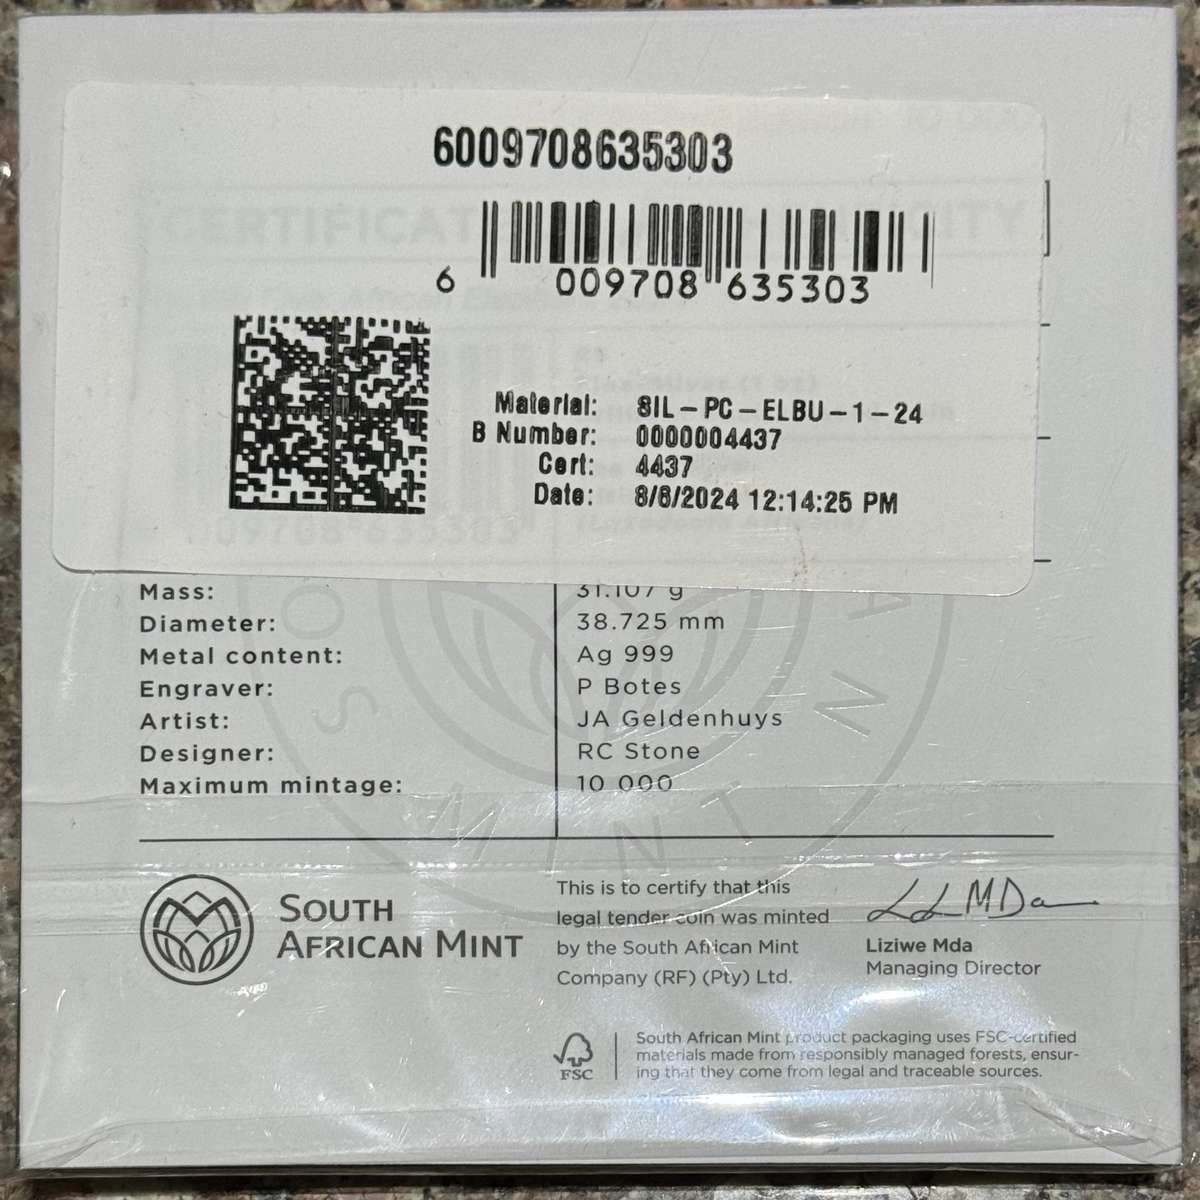 6009708635303
6 009708 635303
Material: SIL-PC-ELBU-1-24
B Number: 0000004437
Cert: 4437
Date: 8/6/2024 12:14:25 PM
Mass: 31.107 g
Diameter: 38.725 mm
Metal content: Ag 999
Engraver: P Botes
Artist: JA Geldenhuys
Designer: RC Stone
Maximum mintage: 10 000
SOUTH
AFRICAN MINT
This is to certify that this
legal tender coin was minted
by the South African Mint
Company (RF) (Pty) Ltd.
Liziwe Mda
Managing Director
FSC
South African Mint product packaging uses FSC-certified
materials made from responsibly managed forests, ensur-
ing that they come from legal and traceable sources.